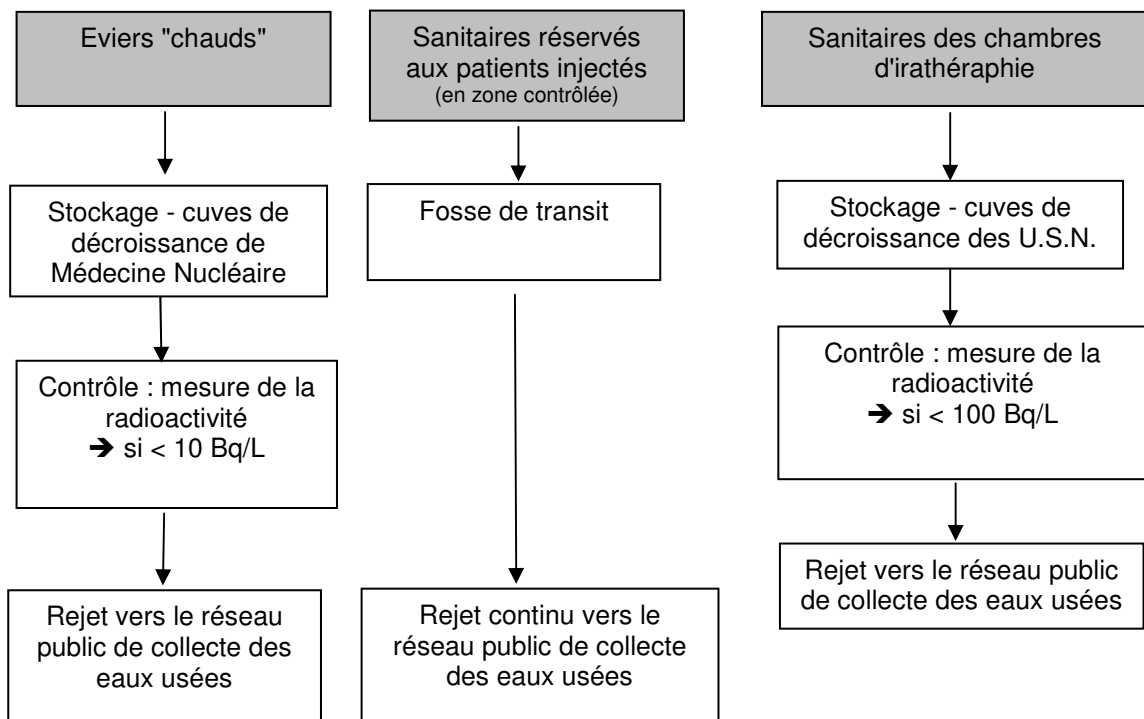 Eviers "chauds"
Stockage - cuves de
décroissance de
Médecine Nucléaire
Contrôle : mesure de la
radioactivité
➔ si < 10 Bq/L
Rejet vers le réseau
public de collecte des
eaux usées
Sanitaires réservés
aux patients injectés
(en zone contrôlée)
Fosse de transit
Rejet continu vers le
réseau public de collecte
des eaux usées
Sanitaires des chambres
d'irathéraphie
Stockage - cuves de
décroissance des U.S.N.
Contrôle : mesure de la
radioactivité
➔ si < 100 Bq/L
Rejet vers le réseau public
de collecte des eaux usées